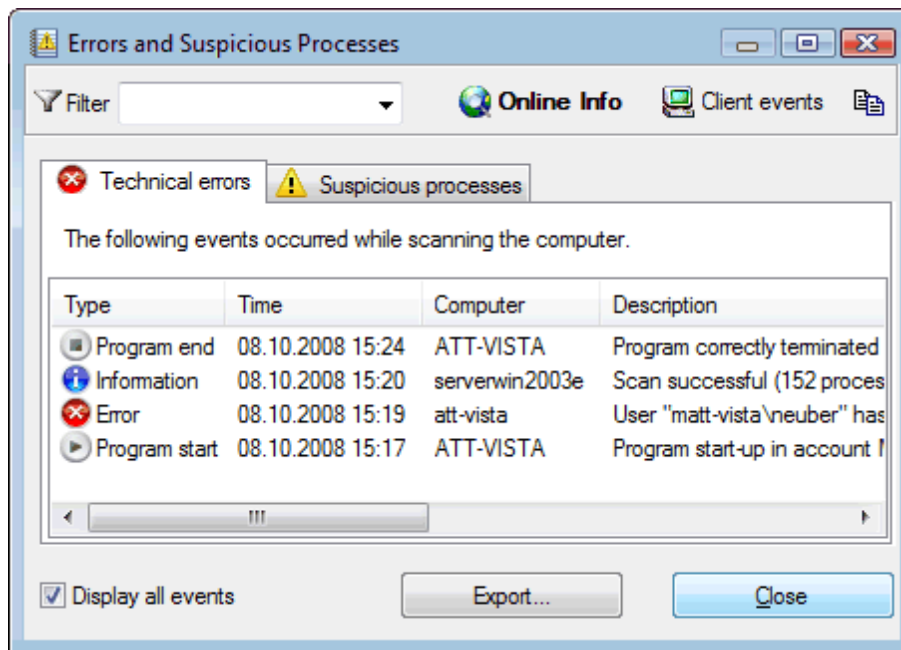 Errors and Suspicious Processes
Filter Online Info Client events
Technical errors Suspicious processes
The following events occurred while scanning the computer.
Type Time Computer Description
Program end 08.10.2008 15:24 ATT-VISTA Program correctly terminated
Information 08.10.2008 15:20 serverwin2003e Scan successful (152 proces
Error 08.10.2008 15:19 att-vista User "matt-vista\neuber" has
Program start 08.10.2008 15:17 ATT-VISTA Program start-up in account
Display all events Export... Close